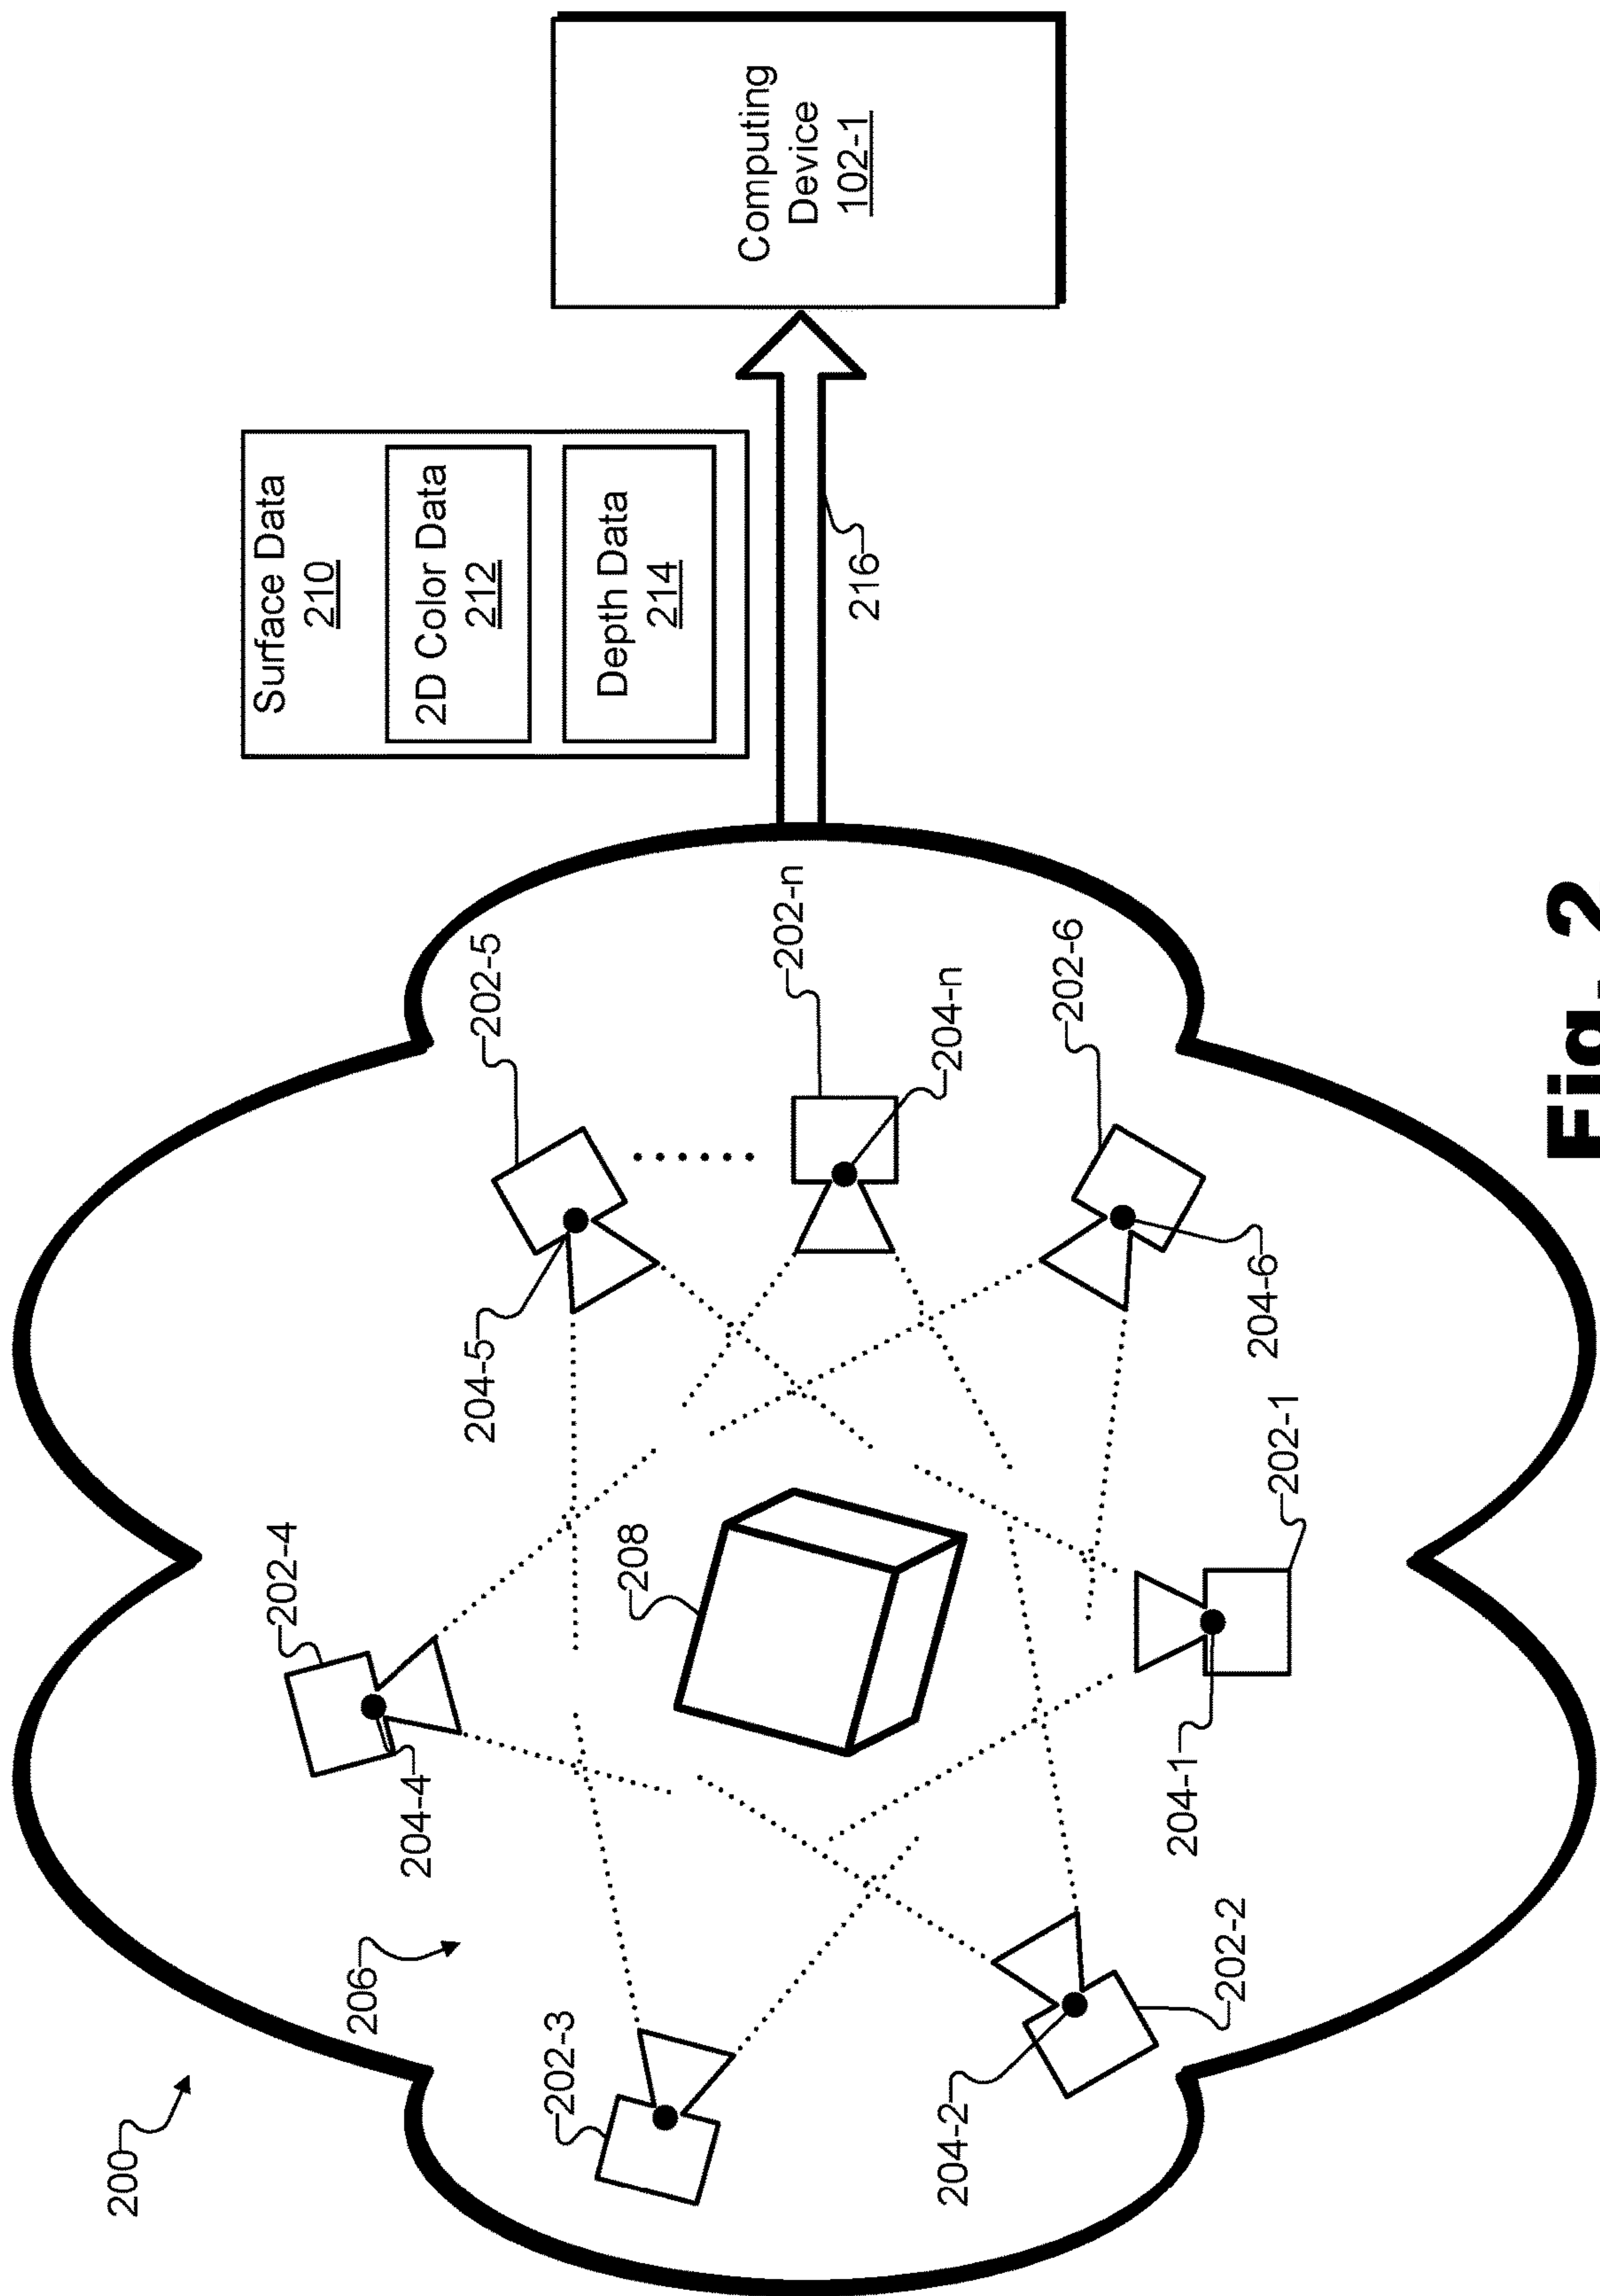 200
206
202-3
202-4
204-4
208
204-5
202-5
202-n
204-n
202-6
204-6
202-1
204-1
202-2
204-2
Surface Data
210
2D Color Data
212
Depth Data
214
216
Computing
Device
102-1
Fig. 2